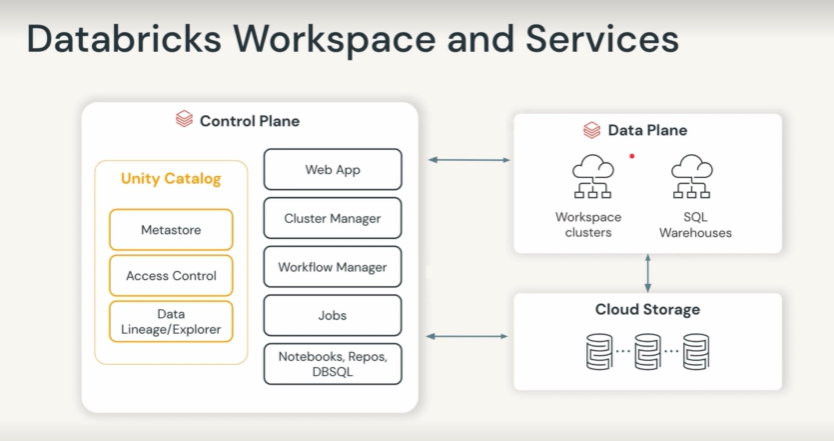 Databricks Workspace and Services
Control Plane
Unity Catalog
Metastore
Access Control
Data
Lineage/Explorer
Web App
Cluster Manager
Workflow Manager
Jobs
Notebooks, Repos,
DBSQL
Data Plane
Workspace
clusters
SQL
Warehouses
Cloud Storage